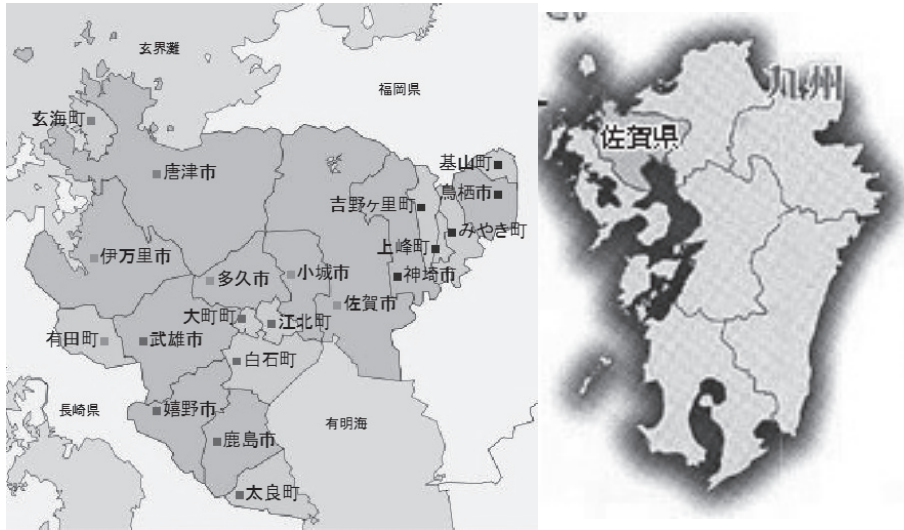 玄界灘
福岡県
玄海町
唐津市
基山町
鳥栖市
吉野ヶ里町
みやき町
上峰町
伊万里市
多久市
小城市
神埼市
佐賀市
大町町
江北町
有田町
武雄市
白石町
長崎県
嬉野市
有明海
鹿島市
太良町
九州
佐賀県